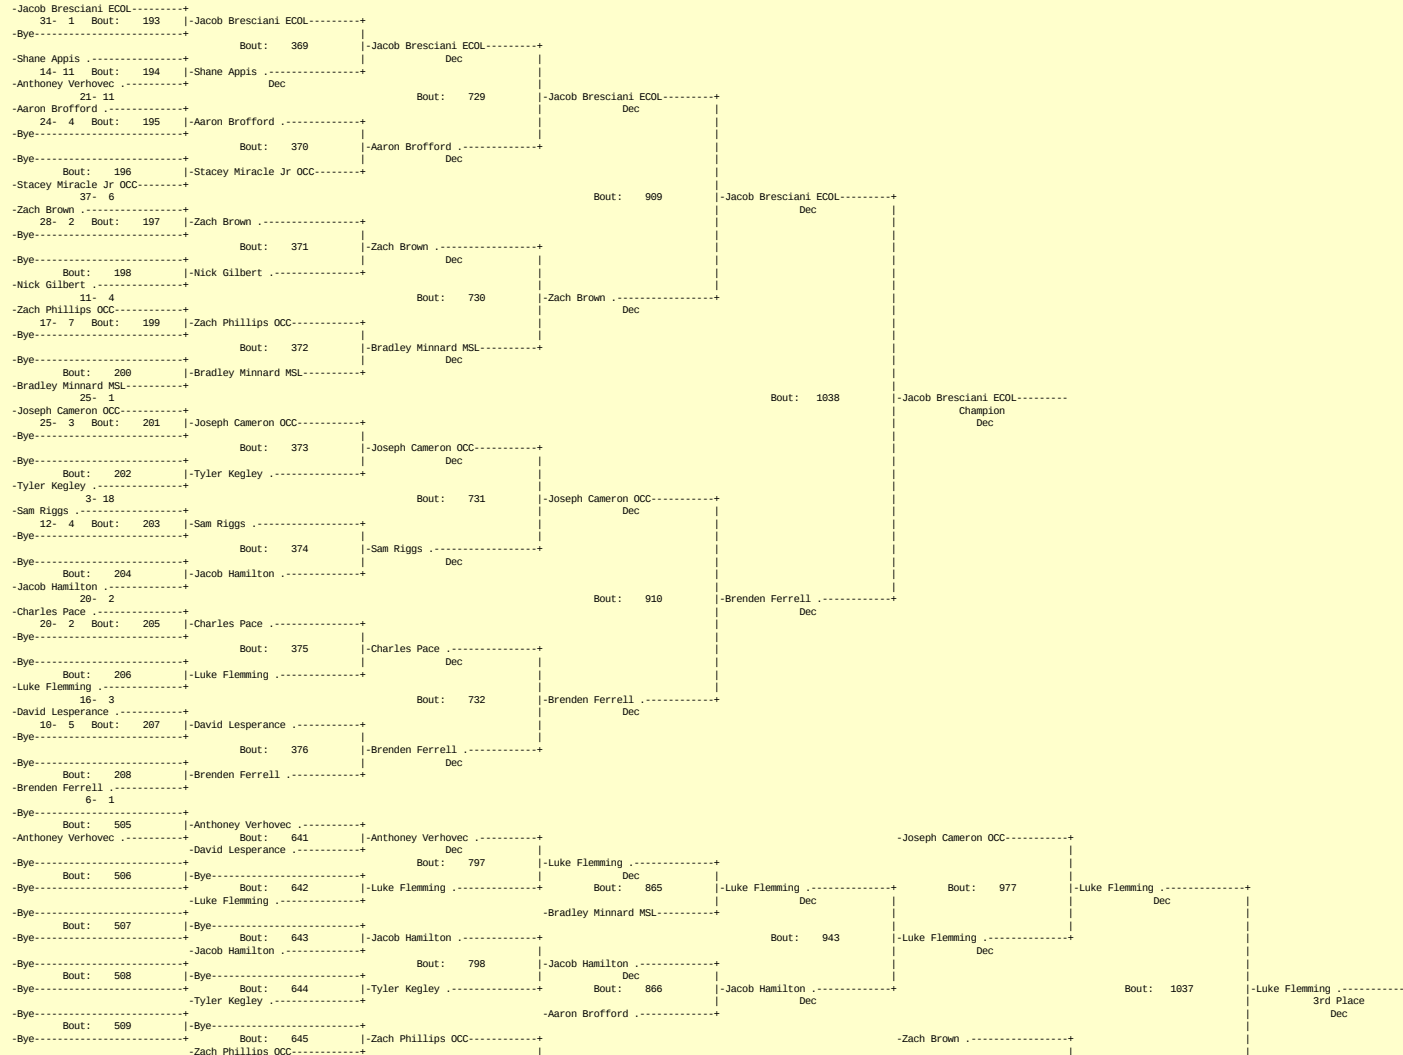 -Jacob Bresciani ECOL---------+
31-  1   Bout:    193    |-Jacob Bresciani ECOL---------+
-Bye--------------------------+                              |
Bout:    369         |-Jacob Bresciani ECOL---------+
-Shane Appis .----------------+                              |              Dec             |
14- 11   Bout:    194    |-Shane Appis .----------------+                              |
-Anthoney Verhovec .----------+              Dec                                            |
21- 11                                                     Bout:    729         |-Jacob Bresciani ECOL---------+
-Aaron Brofford .-------------+                                                             |              Dec             |
24-  4   Bout:    195    |-Aaron Brofford .-------------+                              |                              |
-Bye--------------------------+                              |                              |                              |
Bout:    370         |-Aaron Brofford .-------------+                              |
-Bye--------------------------+                              |              Dec                                            |
Bout:    196         |-Stacey Miracle Jr OCC--------+                                                             |
-Stacey Miracle Jr OCC--------+                                                                                            |
37-  6                                                                                    Bout:    909         |-Jacob Bresciani ECOL---------+
-Zach Brown .-----------------+                                                                                            |              Dec             |
28-  2   Bout:    197    |-Zach Brown .-----------------+                                                             |                              |
-Bye--------------------------+                              |                                                             |                              |
Bout:    371         |-Zach Brown .-----------------+                              |                              |
-Bye--------------------------+                              |              Dec             |                              |                              |
Bout:    198         |-Nick Gilbert .---------------+                              |                              |                              |
-Nick Gilbert .---------------+                                                             |                              |                              |
11-  4                                                     Bout:    730         |-Zach Brown .-----------------+                              |
-Zach Phillips OCC------------+                                                             |              Dec                                            |
17-  7   Bout:    199    |-Zach Phillips OCC------------+                              |                                                             |
-Bye--------------------------+                              |                              |                                                             |
Bout:    372         |-Bradley Minnard MSL----------+                                                             |
-Bye--------------------------+                              |              Dec                                                                           |
Bout:    200         |-Bradley Minnard MSL----------+                                                                                            |
-Bradley Minnard MSL----------+                                                                                                                           |
25-  1                                                                                                                   Bout:   1038         |-Jacob Bresciani ECOL---------
-Joseph Cameron OCC-----------+                                                                                                                           |          Champion
25-  3   Bout:    201    |-Joseph Cameron OCC-----------+                                                                                            |             Dec
-Bye--------------------------+                              |                                                                                            |
Bout:    373         |-Joseph Cameron OCC-----------+                                                             |
-Bye--------------------------+                              |              Dec             |                                                             |
Bout:    202         |-Tyler Kegley .---------------+                              |                                                             |
-Tyler Kegley .---------------+                                                             |                                                             |
3- 18                                                     Bout:    731         |-Joseph Cameron OCC-----------+                              |
-Sam Riggs .------------------+                                                             |              Dec             |                              |
12-  4   Bout:    203    |-Sam Riggs .------------------+                              |                              |                              |
-Bye--------------------------+                              |                              |                              |                              |
Bout:    374         |-Sam Riggs .------------------+                              |                              |
-Bye--------------------------+                              |              Dec                                            |                              |
Bout:    204         |-Jacob Hamilton .-------------+                                                             |                              |
-Jacob Hamilton .-------------+                                                                                            |                              |
20-  2                                                                                    Bout:    910         |-Brenden Ferrell .------------+
-Charles Pace .---------------+                                                                                            |              Dec
20-  2   Bout:    205    |-Charles Pace .---------------+                                                             |
-Bye--------------------------+                              |                                                             |
Bout:    375         |-Charles Pace .---------------+                              |
-Bye--------------------------+                              |              Dec             |                              |
Bout:    206         |-Luke Flemming .--------------+                              |                              |
-Luke Flemming .--------------+                                                             |                              |
16-  3                                                     Bout:    732         |-Brenden Ferrell .------------+
-David Lesperance .-----------+                                                             |              Dec
10-  5   Bout:    207    |-David Lesperance .-----------+                              |
-Bye--------------------------+                              |                              |
Bout:    376         |-Brenden Ferrell .------------+
-Bye--------------------------+                              |              Dec
Bout:    208         |-Brenden Ferrell .------------+
-Brenden Ferrell .------------+
6-  1
-Bye--------------------------+
Bout:    505         |-Anthoney Verhovec .----------+
-Anthoney Verhovec .----------+         Bout:    641         |-Anthoney Verhovec .----------+                                                              -Joseph Cameron OCC-----------+
-David Lesperance .-----------+              Dec             |                                                                                            |
-Bye--------------------------+                                       Bout:    797         |-Luke Flemming .--------------+                                                             |
Bout:    506         |-Bye--------------------------+                              |              Dec             |                                                             |
-Bye--------------------------+         Bout:    642         |-Luke Flemming .--------------+         Bout:    865         |-Luke Flemming .--------------+         Bout:    977         |-Luke Flemming .--------------+
-Luke Flemming .--------------+                                                             |              Dec             |                              |              Dec             |
-Bye--------------------------+                                                              -Bradley Minnard MSL----------+                              |                              |                              |
Bout:    507         |-Bye--------------------------+                                                                                            |                              |                              |
-Bye--------------------------+         Bout:    643         |-Jacob Hamilton .-------------+                                       Bout:    943         |-Luke Flemming .--------------+                              |
-Jacob Hamilton .-------------+                              |                                                             |              Dec                                            |
-Bye--------------------------+                                       Bout:    798         |-Jacob Hamilton .-------------+                              |                                                             |
Bout:    508         |-Bye--------------------------+                              |              Dec             |                              |                                                             |
-Bye--------------------------+         Bout:    644         |-Tyler Kegley .---------------+         Bout:    866         |-Jacob Hamilton .-------------+                                       Bout:   1037         |-Luke Flemming .-----------
-Tyler Kegley .---------------+                                                             |              Dec                                                                           |          3rd Place
-Bye--------------------------+                                                              -Aaron Brofford .-------------+                                                                                            |             Dec
Bout:    509         |-Bye--------------------------+                                                                                                                                                          |
-Bye--------------------------+         Bout:    645         |-Zach Phillips OCC------------+                                                              -Zach Brown .-----------------+                              |
-Zach Phillips OCC------------+                              |                                                                                            |                              |